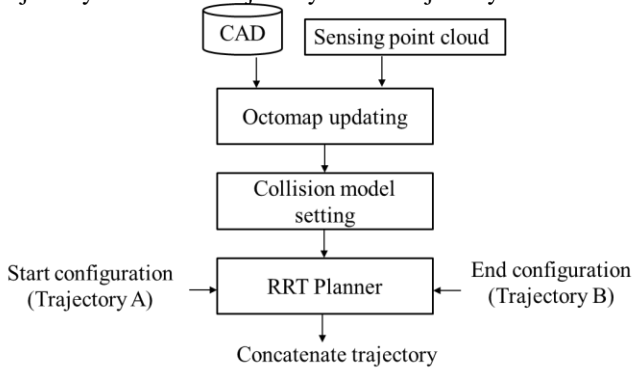 CAD
Sensing point cloud
Octomap updating
Collision model
setting
Start configuration
(Trajectory A)
RRT Planner
End configuration
(Trajectory B)
Concatenate trajectory